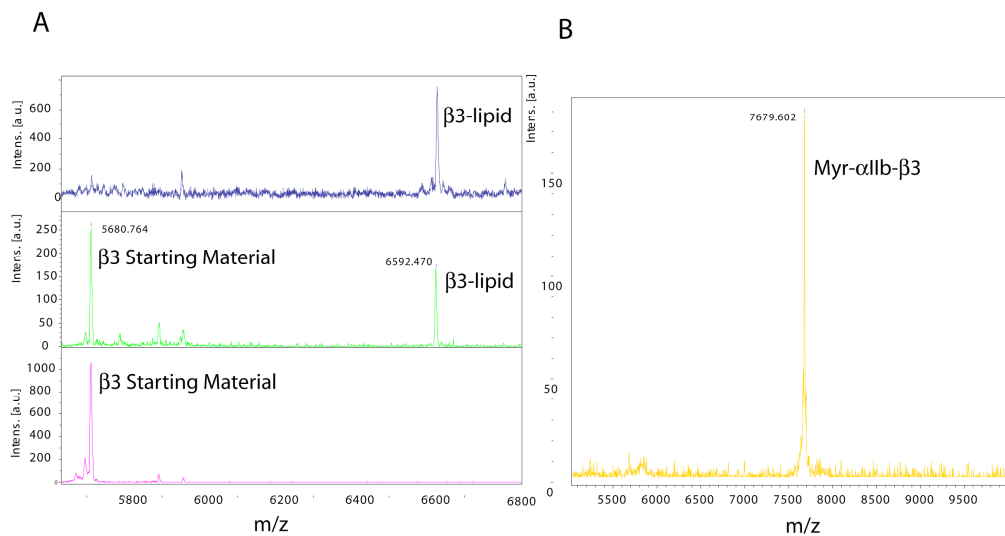 A
B
Intens. [a.u.]
600
400
200
0
β3-lipid
Intens. [a.u.]
250
200
150
100
50
0
5680.764
β3 Starting Material
6592.470
β3-lipid
Intens. [a.u.]
1000
800
600
400
200
0
β3 Starting Material
5800
6000
6200
6400
6600
6800
m/z
Intens. [a.u.]
150
100
50
0
7679.602
Myr-αIIb-β3
5500
6000
6500
7000
7500
8000
8500
9000
9500
m/z